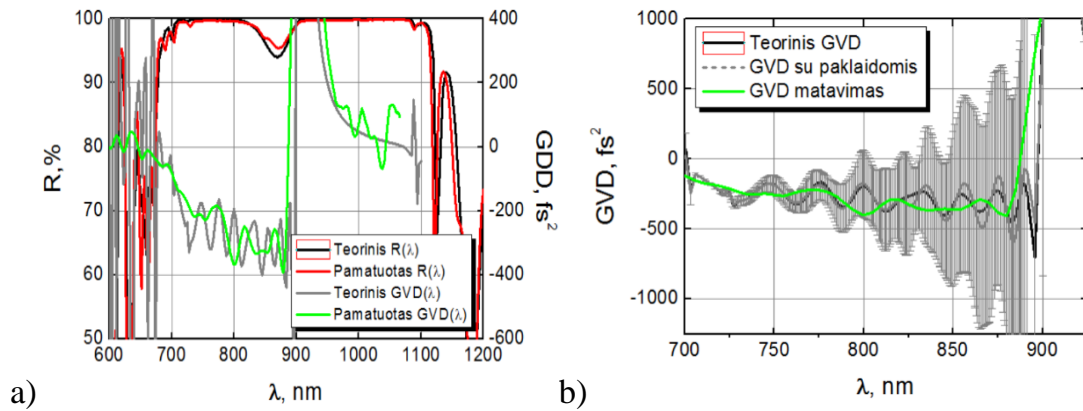 100
90
80
70
60
50
R, %
400
200
0
-200
-400
-600
GDD, fs²
600 700 800 900 1000 1100 1200
λ, nm
Teorinis R(λ)
Pamatuotas R(λ)
Teorinis GVD(λ)
Pamatuotas GVD(λ)
a)
1000
500
0
-500
-1000
GVD, fs²
700 750 800 850 900
λ, nm
Teorinis GVD
GVD su paklaidomis
GVD matavimas
b)